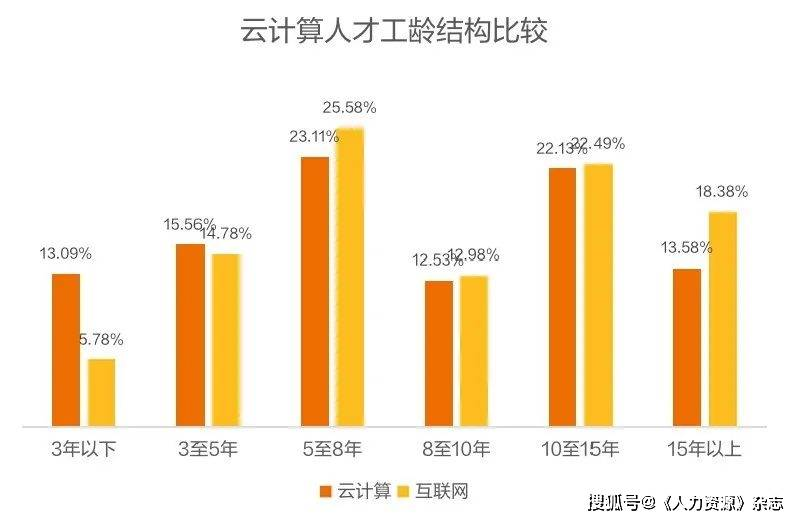 云计算人才工龄结构比较
25.58%
23.11%
22.13%
22.49%
18.38%
15.56%
14.78%
13.09%
13.58%
12.53%
12.98%
5.78%
3年以下
3至5年
5至8年
8至10年
10至15年
15年以上
云计算
互联网
搜狐号@《人力资源》杂志